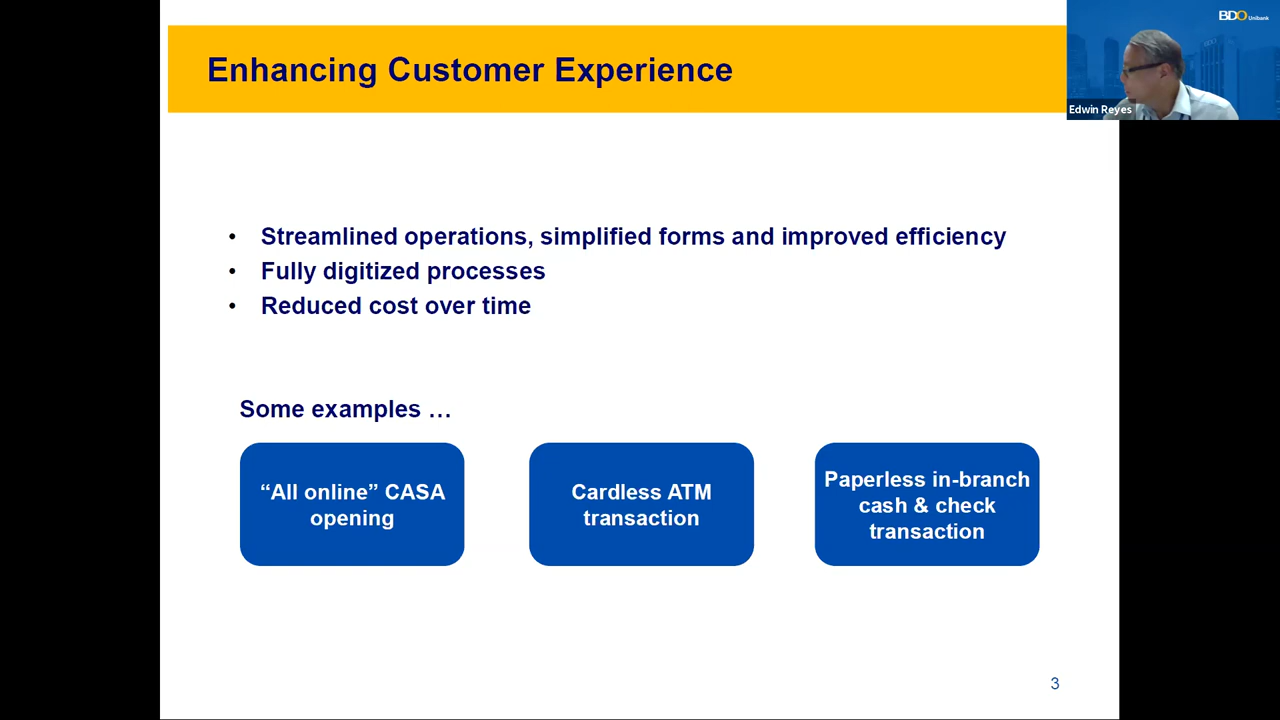 Enhancing Customer Experience
BDO Unibank
Edwin Reyes
• Streamlined operations, simplified forms and improved efficiency
• Fully digitized processes
• Reduced cost over time
Some examples …
“All online” CASA
opening
Cardless ATM
transaction
Paperless in-branch
cash & check
transaction
3